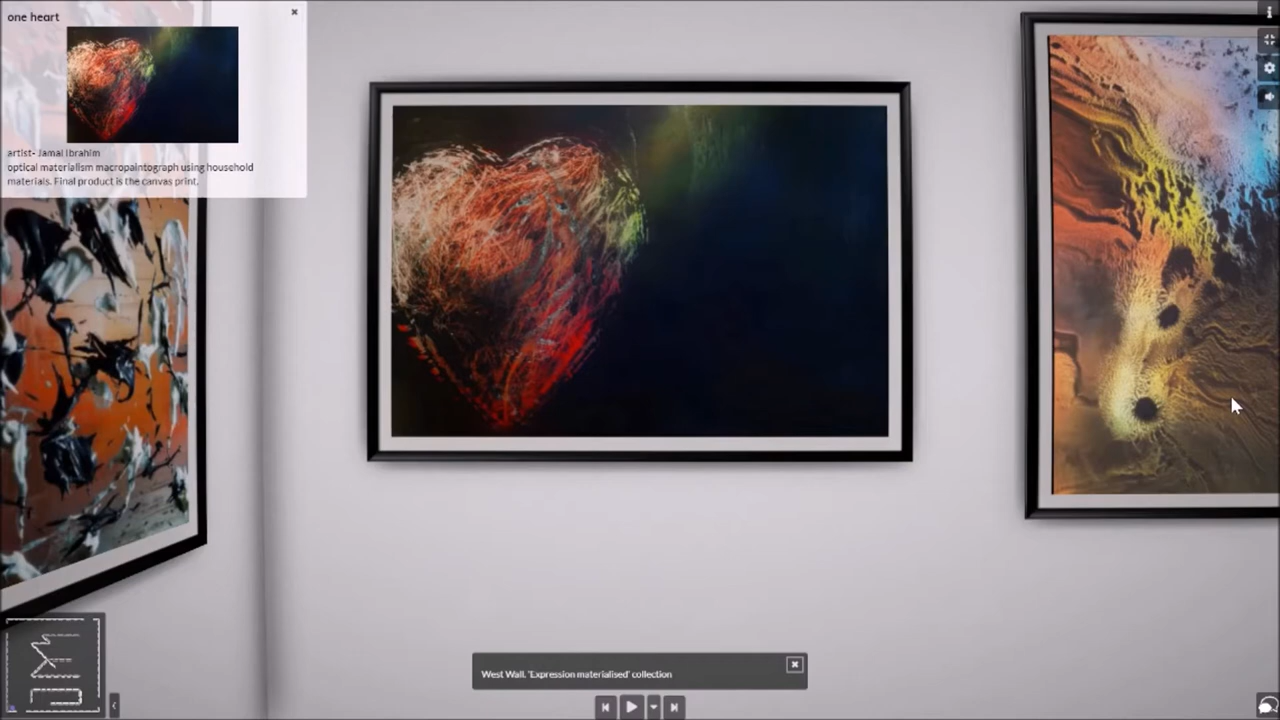 one heart
artist- Jamal Ibrahim
optical materialism macropaintograph using household
materials. Final product is the canvas print.
West Wall. 'Expression materialised' collection